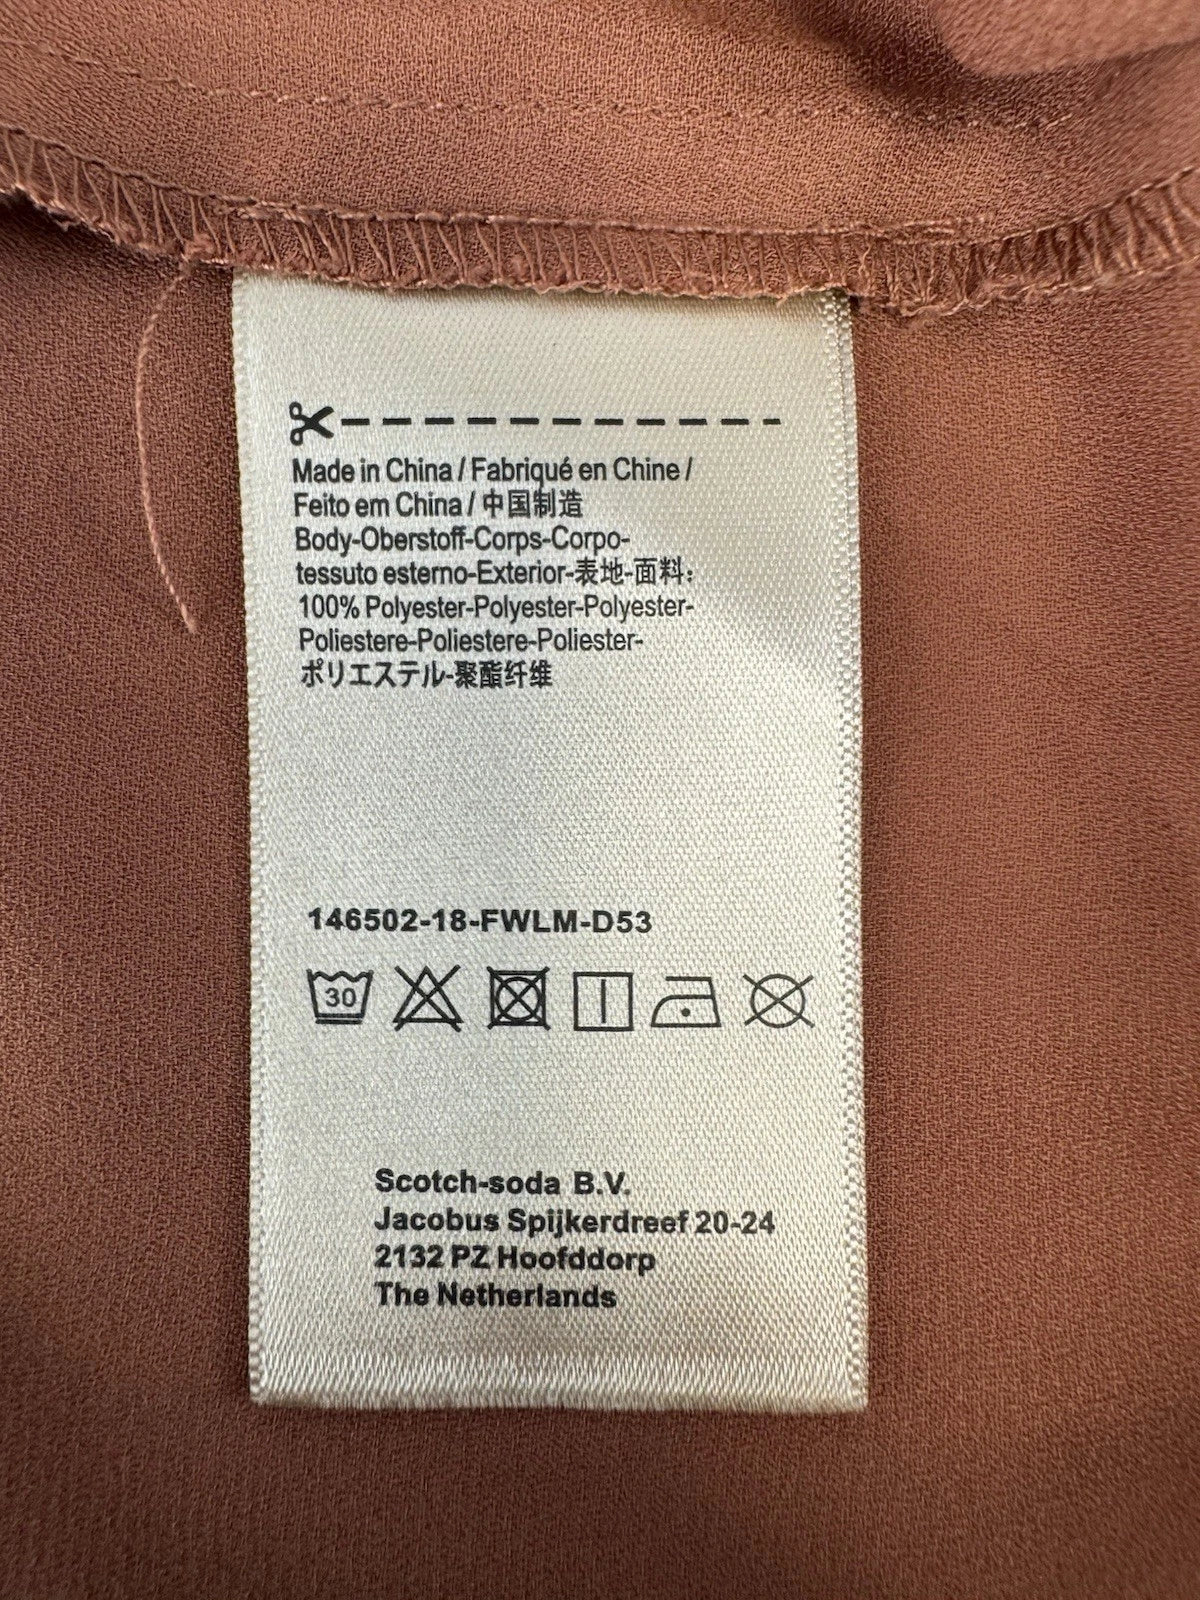 Made in China / Fabriqué en Chine /
Feito em China / 中国制造
Body-Oberstoff-Corps-Corpo-
tessuto esterno-Exterior-表地-面料:
100% Polyester-Polyester-Polyester-
Poliestere-Poliestere-Poliester-
ポリエステル-聚酯纤维
146502-18-FWLM-D53
30
Scotch-soda B.V.
Jacobus Spijkerdreef 20-24
2132 PZ Hoofddorp
The Netherlands